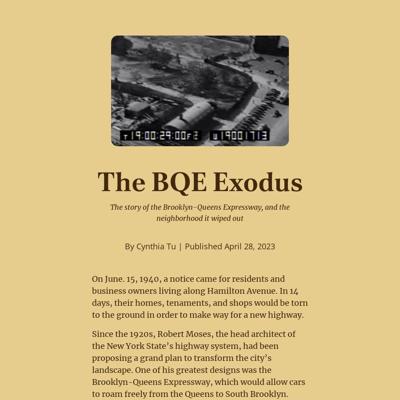 T 19:00:29:00F2 U 19001713
The BQE Exodus
The story of the Brooklyn-Queens Expressway, and the
neighborhood it wiped out
By Cynthia Tu | Published April 28, 2023
On June. 15, 1940, a notice came for residents and
business owners living along Hamilton Avenue. In 14
days, their homes, tenaments, and shops would be torn
to the ground in order to make way for a new highway.
Since the 1920s, Robert Moses, the head architect of
the New York State's highway system, had been
proposing a grand plan to transform the city's
landscape. One of his greatest designs was the
Brooklyn-Queens Expressway, which would allow cars
to roam freely from the Queens to South Brooklyn.